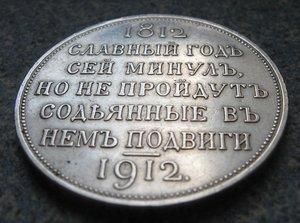 1812
СЛАВНЫЙ ГОДЪ
СЕЙ МИНУЛЪ,
НО НЕ ПРОЙДУТЪ
СОДѢЯННЫЕ ВЪ
НЕМЪ ПОДВИГИ
1912.